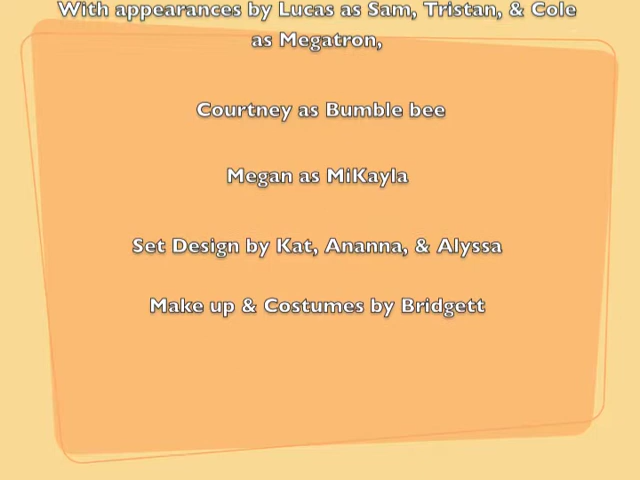 With appearances by Lucas as Sam, Tristan, & Cole
as Megatron,
Courtney as Bumble bee
Megan as MiKayla
Set Design by Kat, Ananna, & Alyssa
Make up & Costumes by Bridgett